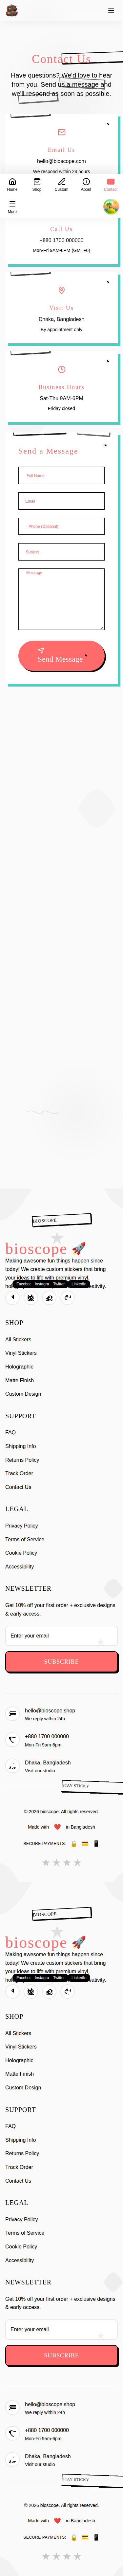 Contact Us
Have questions? We'd love to hear
from you. Send us a message and
we'll respond as soon as possible.
Email Us
hello@bioscope.com
We respond within 24 hours
Home
Shop
Custom
About
Contact
More
Call Us
+880 1700 000000
Mon-Fri 9AM-6PM (GMT+6)
Visit Us
Dhaka, Bangladesh
By appointment only
Business Hours
Sat-Thu 9AM-6PM
Friday closed
Send a Message
Full Name
Email
Phone (Optional)
Subject
Message
Send Message
BIOSCOPE
bioscope 🚀
Making awesome fun things happen since
today! We create custom stickers that bring
your ideas to life with premium vinyl,
Facebook Instagram Twitter LinkedIn
SHOP
All Stickers
Vinyl Stickers
Holographic
Matte Finish
Custom Design
SUPPORT
FAQ
Shipping Info
Returns Policy
Track Order
Contact Us
LEGAL
Privacy Policy
Terms of Service
Cookie Policy
Accessibility
NEWSLETTER
Get 10% off your first order + exclusive designs
& early access.
Enter your email
SUBSCRIBE
hello@bioscope.shop
We reply within 24h
+880 1700 000000
Mon-Fri 9am-6pm
Dhaka, Bangladesh
Visit our studio
STAY STICKY
© 2026 bioscope. All rights reserved.
Made with ❤️ in Bangladesh
SECURE PAYMENTS: 🔒 💳 📱
★ ★ ★ ★
BIOSCOPE
bioscope 🚀
Making awesome fun things happen since
today! We create custom stickers that bring
your ideas to life with premium vinyl,
Facebook Instagram Twitter LinkedIn
SHOP
All Stickers
Vinyl Stickers
Holographic
Matte Finish
Custom Design
SUPPORT
FAQ
Shipping Info
Returns Policy
Track Order
Contact Us
LEGAL
Privacy Policy
Terms of Service
Cookie Policy
Accessibility
NEWSLETTER
Get 10% off your first order + exclusive designs
& early access.
Enter your email
SUBSCRIBE
hello@bioscope.shop
We reply within 24h
+880 1700 000000
Mon-Fri 9am-6pm
Dhaka, Bangladesh
Visit our studio
STAY STICKY
© 2026 bioscope. All rights reserved.
Made with ❤️ in Bangladesh
SECURE PAYMENTS: 🔒 💳 📱
★ ★ ★ ★